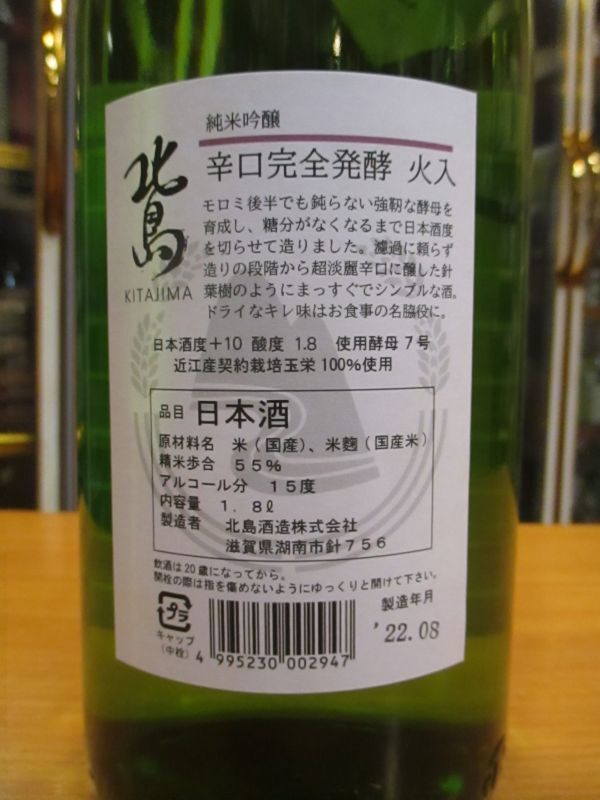 純米吟醸
北島
KITAJIMA
辛口完全発酵 火入
モロミ後半でも鈍らない強靭な酵母を
育成し、糖分がなくなるまで日本酒度
を切らせて造りました。濾過に頼らず
造りの段階から超淡麗辛口に醸した針
葉樹のようにまっすぐでシンプルな酒。
ドライなキレ味はお食事の名脇役に。
日本酒度+10 酸度 1.8 使用酵母 7号
近江産契約栽培玉栄100%使用
品目 日本酒
原材料名 米(国産)、米麹(国産米)
精米歩合 55%
アルコール分 15度
内容量 1.8ℓ
製造者 北島酒造株式会社
滋賀県湖南市針756
飲酒は20歳になってから。
開栓の際は指を傷めないようにゆっくりと開けて下さい。
プラ
キャップ
(中栓)
4 995230 002947
製造年月
'22.08